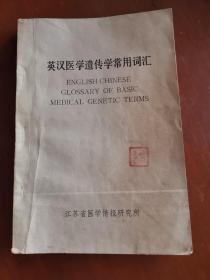 英汉医学遗传学常用词汇
ENGLISH CHINESE
GLOSSARY OF BASIC
MEDICAL GENETIC TERMS
江苏省医学情报研究所